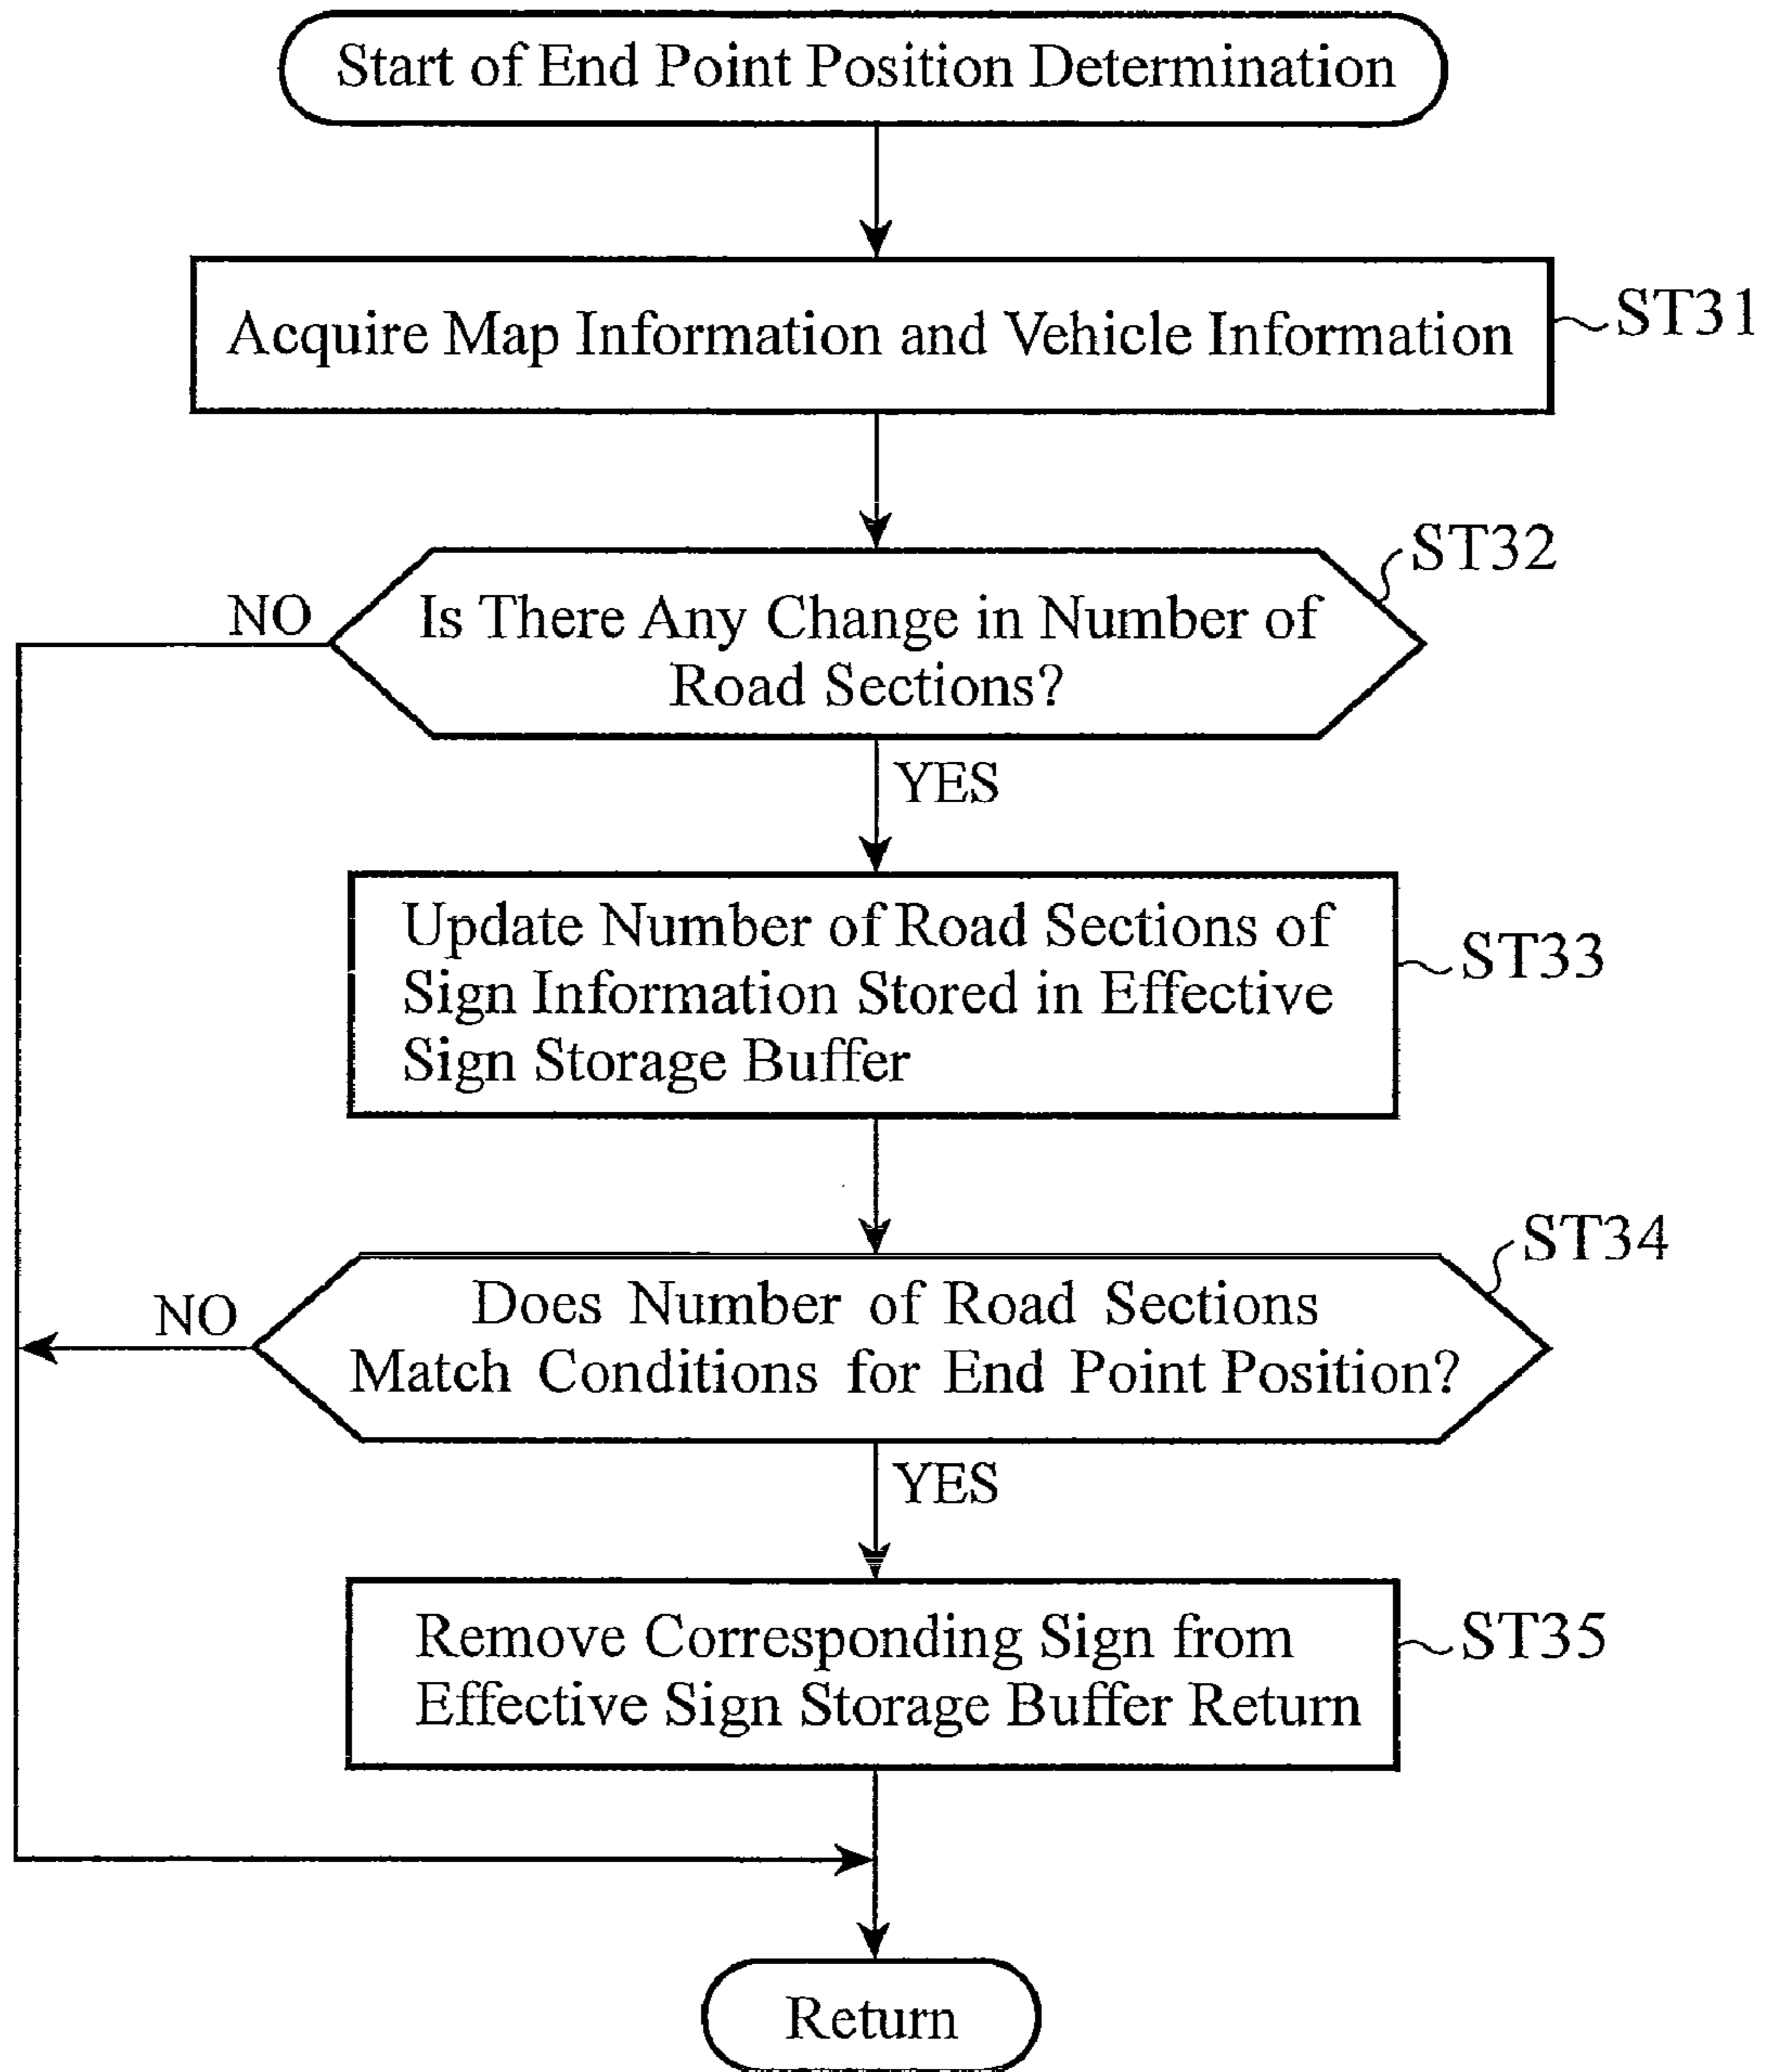 Start of End Point Position Determination
Acquire Map Information and Vehicle Information
ST31
ST32
NO
Is There Any Change in Number of
Road Sections?
YES
Update Number of Road Sections of
Sign Information Stored in Effective
Sign Storage Buffer
ST33
ST34
NO
Does Number of Road Sections
Match Conditions for End Point Position?
YES
Remove Corresponding Sign from
Effective Sign Storage Buffer Return
ST35
Return